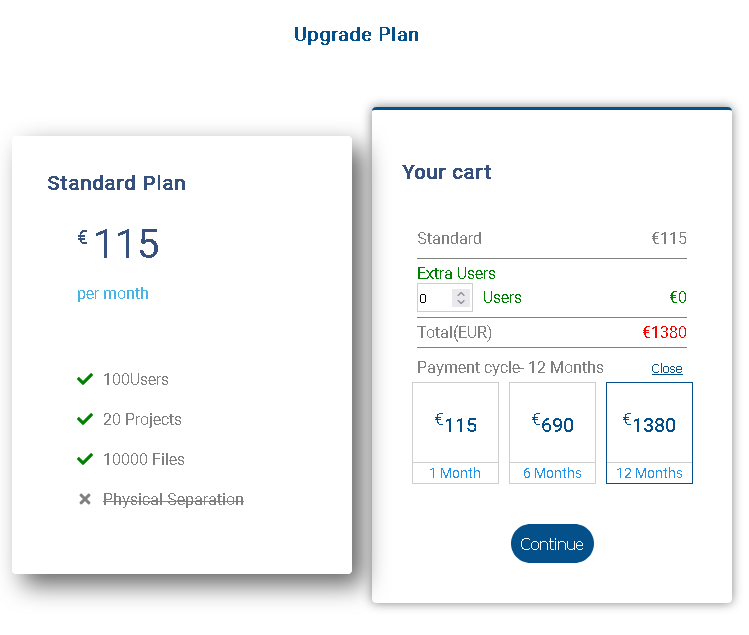 Upgrade Plan
Standard Plan
€ 115
per month
100Users
20 Projects
10000 Files
Physical Separation
Your cart
Standard €115
Extra Users
0 Users €0
Total(EUR) €1380
Payment cycle- 12 Months Close
€115 €690 €1380
1 Month 6 Months 12 Months
Continue